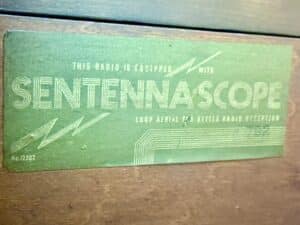 THIS RADIO IS EQUIPPED WITH
SENTENNA-SCOPE
LOOP AERIAL FOR BETTER RADIO RECEPTION